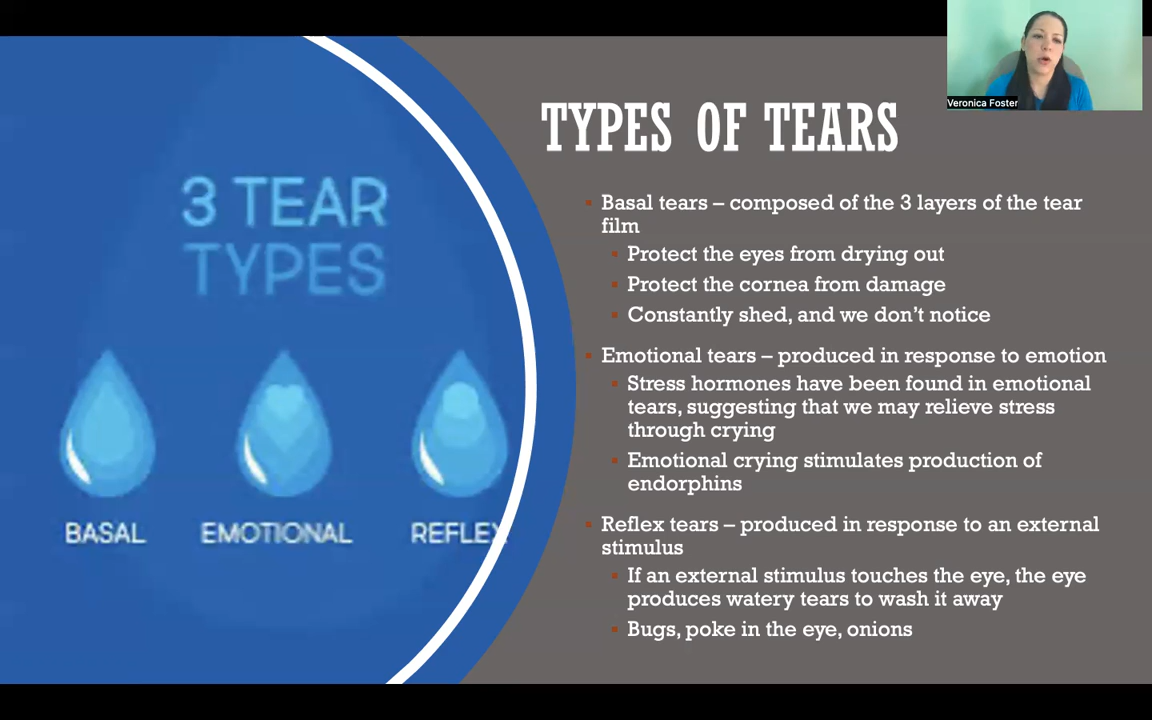 Veronica Foster
TYPES OF TEARS
3 TEAR
TYPES
BASAL
EMOTIONAL
REFLEX
Basal tears – composed of the 3 layers of the tear
film
Protect the eyes from drying out
Protect the cornea from damage
Constantly shed, and we don't notice
Emotional tears – produced in response to emotion
Stress hormones have been found in emotional
tears, suggesting that we may relieve stress
through crying
Emotional crying stimulates production of
endorphins
Reflex tears – produced in response to an external
stimulus
If an external stimulus touches the eye, the eye
produces watery tears to wash it away
Bugs, poke in the eye, onions